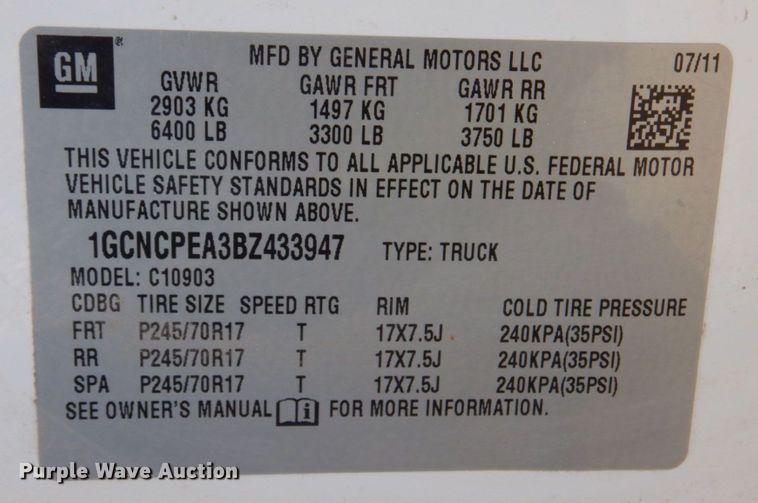 GM®
MFD BY GENERAL MOTORS LLC 07/11
GVWR GAWR FRT GAWR RR
2903 KG 1497 KG 1701 KG
6400 LB 3300 LB 3750 LB
THIS VEHICLE CONFORMS TO ALL APPLICABLE U.S. FEDERAL MOTOR
VEHICLE SAFETY STANDARDS IN EFFECT ON THE DATE OF
MANUFACTURE SHOWN ABOVE.
1GCNCPEA3BZ433947 TYPE: TRUCK
MODEL: C10903
CDBG TIRE SIZE SPEED RTG RIM COLD TIRE PRESSURE
FRT P245/70R17 T 17X7.5J 240KPA(35PSI)
RR P245/70R17 T 17X7.5J 240KPA(35PSI)
SPA P245/70R17 T 17X7.5J 240KPA(35PSI)
SEE OWNER'S MANUAL i FOR MORE INFORMATION.
Purple Wave Auction